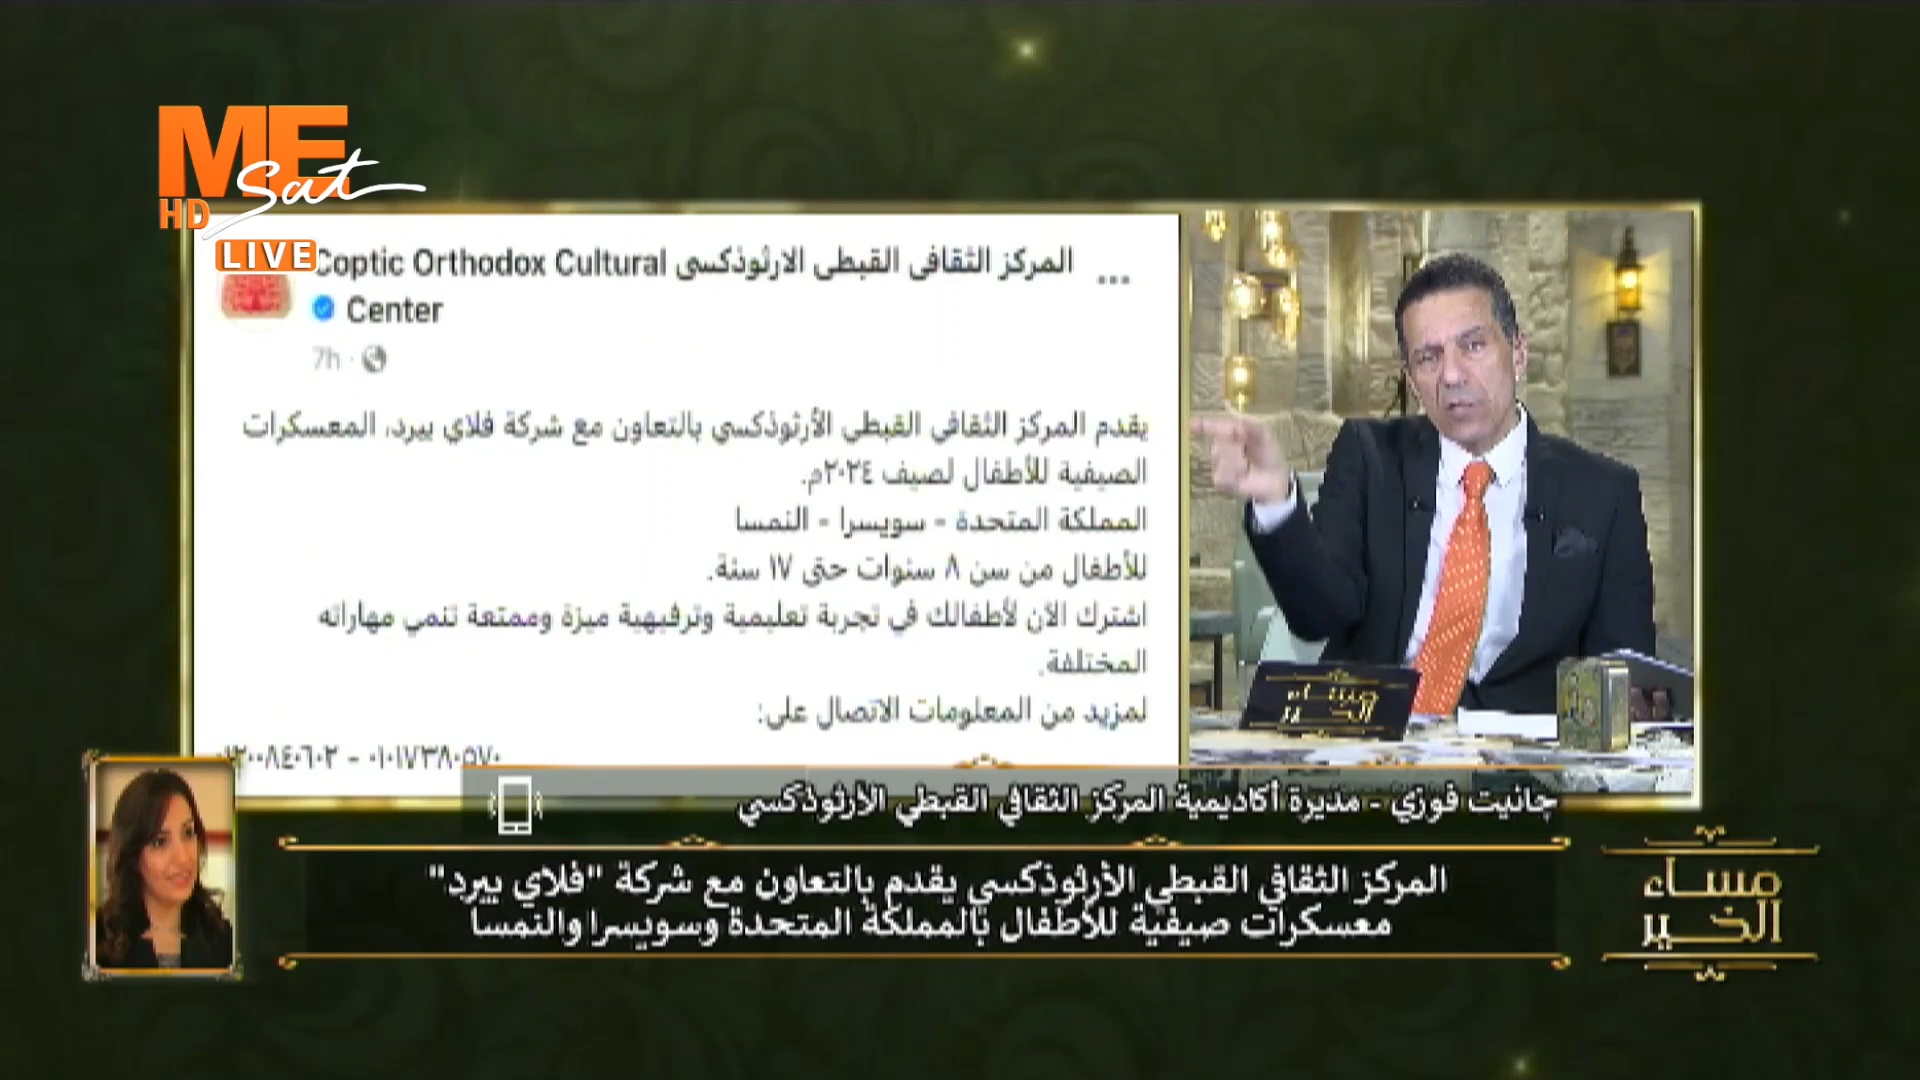 ME
Sat
HD
LIVE
المركز الثقافى القبطى الارثوذكسى Coptic Orthodox Cultural
Center
7h
يقدم المركز الثقافي القبطي الأرثوذكسي بالتعاون مع شركة فلاي بيرد، المعسكرات
الصيفية للأطفال لصيف ٢٠٢٤م.
المملكة المتحدة - سويسرا - النمسا
للأطفال من سن ٨ سنوات حتى ١٧ سنة.
اشترك الآن لأطفالك في تجربة تعليمية وترفيهية ميزة وممتعة تنمي مهاراته
المختلفة.
لمزيد من المعلومات الاتصال على:
٠١٢٠٠٨٤٠٦٠٢ - ٠١٠١٧٣٨٠٥٧٠
مساء
الخير
جانيت فوزي - مديرة أكاديمية المركز الثقافي القبطي الأرثوذكسي
المركز الثقافي القبطي الأرثوذكسي يقدم بالتعاون مع شركة "فلاي بيرد"
معسكرات صيفية للأطفال بالمملكة المتحدة وسويسرا والنمسا
مساء
الخير